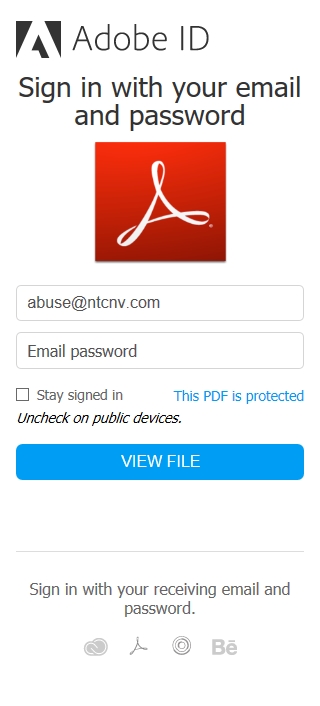 Adobe ID
Sign in with your email
and password
abuse@ntcnv.com
Email password
Stay signed in
This PDF is protected
Uncheck on public devices.
VIEW FILE
Sign in with your receiving email and
password.
Bē